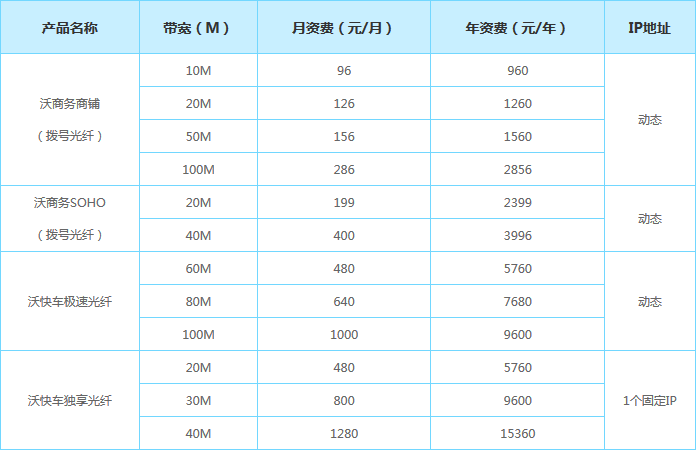 产品名称 带宽（M） 月资费（元/月） 年资费（元/年） IP地址
沃商务商铺
（拨号光纤）
10M 96 960
20M 126 1260
50M 156 1560
100M 286 2856
动态
沃商务SOHO
（拨号光纤）
20M 199 2399
40M 400 3996
动态
沃快车极速光纤
60M 480 5760
80M 640 7680
100M 1000 9600
动态
沃快车独享光纤
20M 480 5760
30M 800 9600
40M 1280 15360
1个固定IP